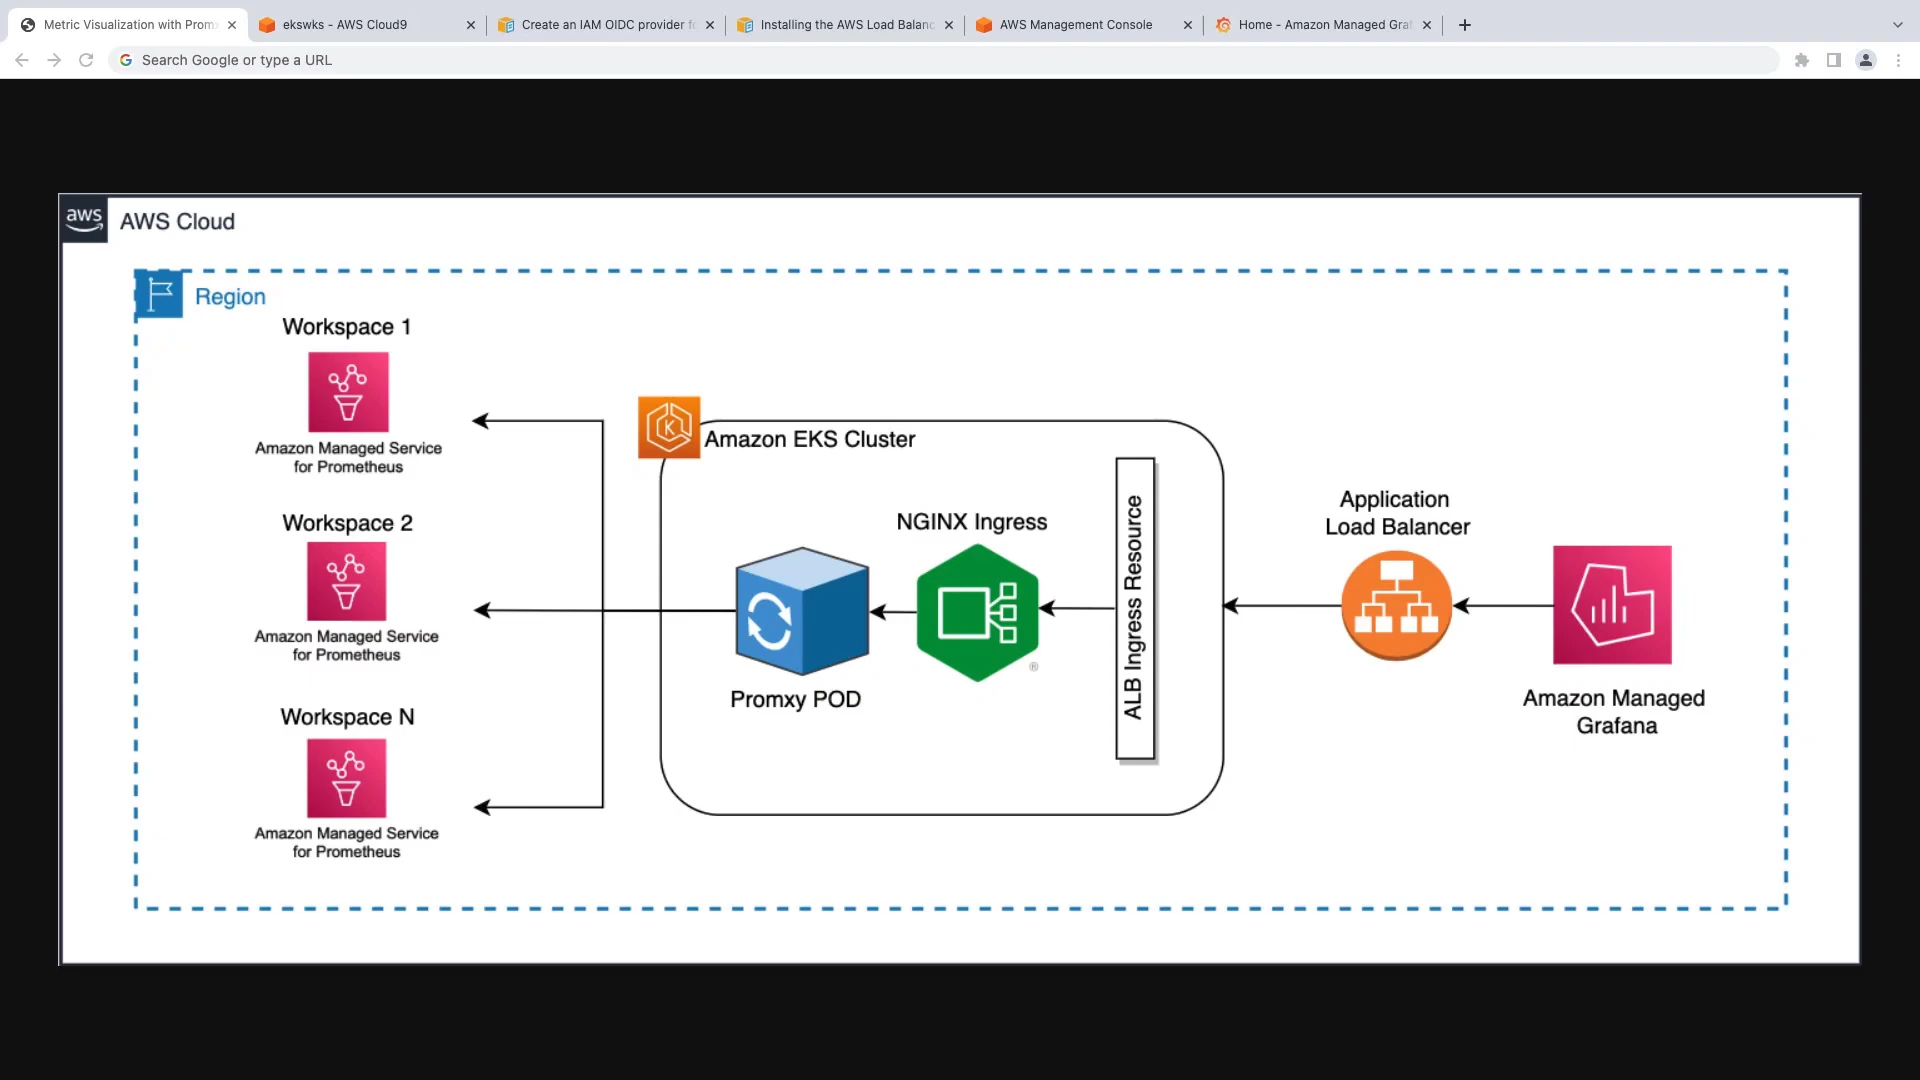 Metric Visualization with Prom
ekswks - AWS Cloud9
Create an IAM OIDC provider f
Installing the AWS Load Balanc
AWS Management Console
Home - Amazon Managed Graf
Search Google or type a URL
aws
AWS Cloud
Region
Workspace 1
Amazon Managed Service
for Prometheus
Workspace 2
Amazon Managed Service
for Prometheus
Workspace N
Amazon Managed Service
for Prometheus
K
Amazon EKS Cluster
Promxy POD
NGINX Ingress
®
ALB Ingress Resource
Application
Load Balancer
Amazon Managed
Grafana